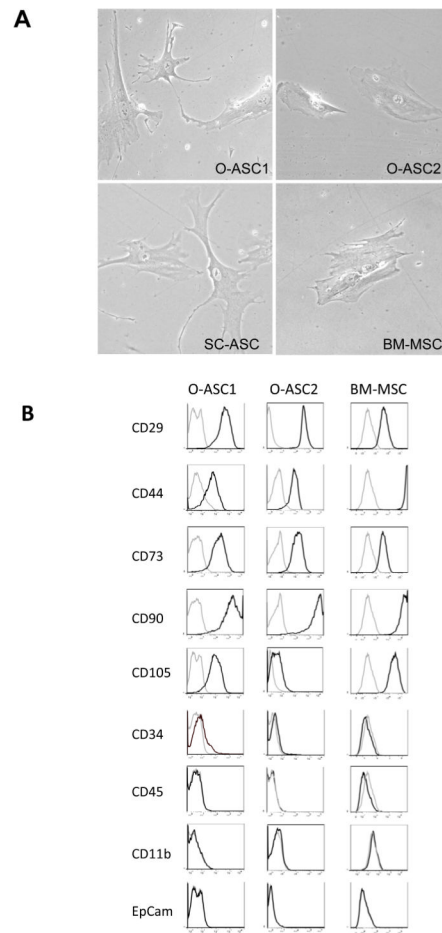 A
O-ASC1
O-ASC2
SC-ASC
BM-MSC
B
O-ASC1 O-ASC2 BM-MSC
CD29
CD44
CD73
CD90
CD105
CD34
CD45
CD11b
EpCam